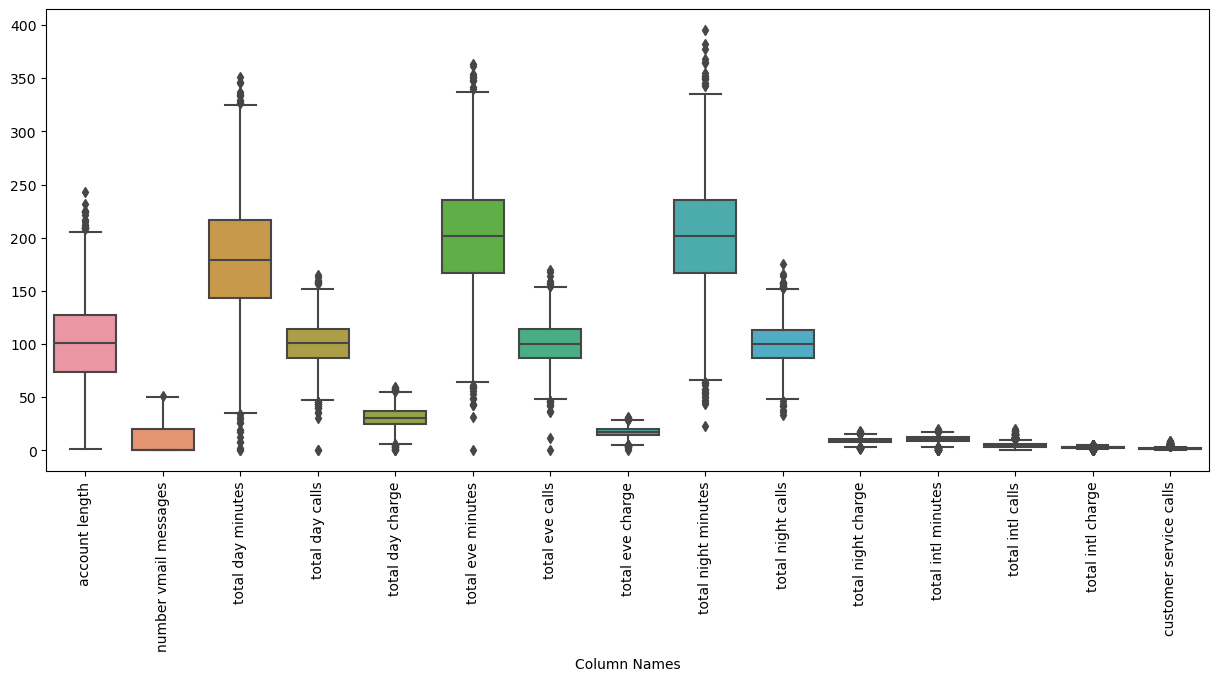 400
350
300
250
200
150
100
50
0
account length
number vmail messages
total day minutes
total day calls
total day charge
total eve minutes
total eve calls
total eve charge
total night minutes
total night calls
total night charge
total intl minutes
total intl calls
total intl charge
customer service calls
Column Names